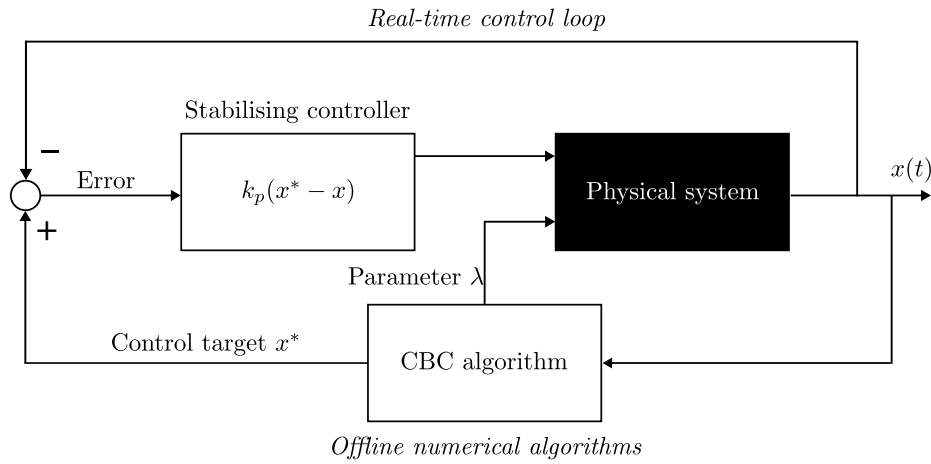 Real-time control loop
Stabilising controller
−
x(t)
Error
k_p(x* − x)
Physical system
+
Parameter λ
Control target x*
CBC algorithm
Offline numerical algorithms